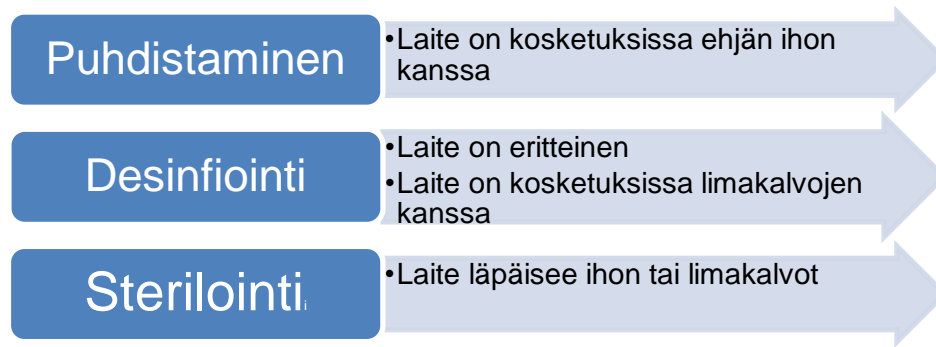 Puhdistaminen
•Laite on kosketuksissa ehjän ihon
kanssa
Desinfiointi
•Laite on eritteinen
•Laite on kosketuksissa limakalvojen
kanssa
Sterilointi i
•Laite läpäisee ihon tai limakalvot